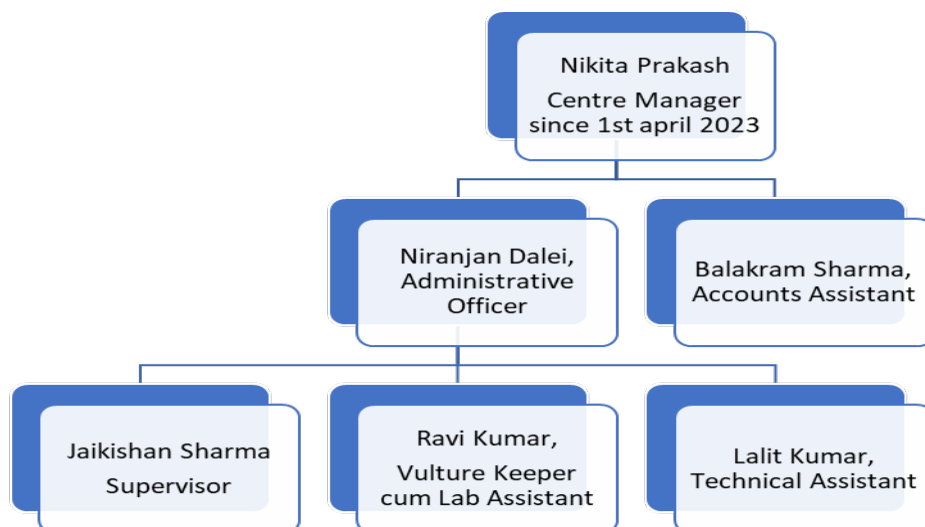 Nikita Prakash
Centre Manager
since 1st april 2023
Niranjan Dalei,
Administrative
Officer
Balakram Sharma,
Accounts Assistant
Jaikishan Sharma
Supervisor
Ravi Kumar,
Vulture Keeper
cum Lab Assistant
Lalit Kumar,
Technical Assistant